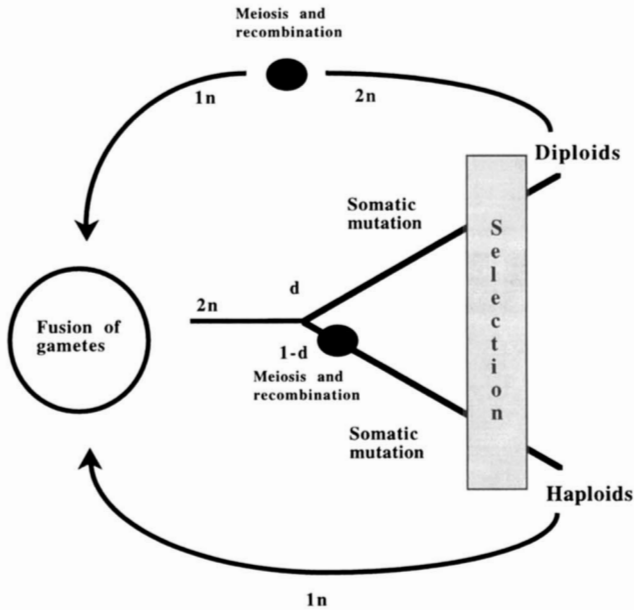 Meiosis and
recombination
1n
2n
Diploids
Somatic
mutation
Selection
d
2n
Fusion of
gametes
1-d
Meiosis and
recombination
Somatic
mutation
Haploids
1n